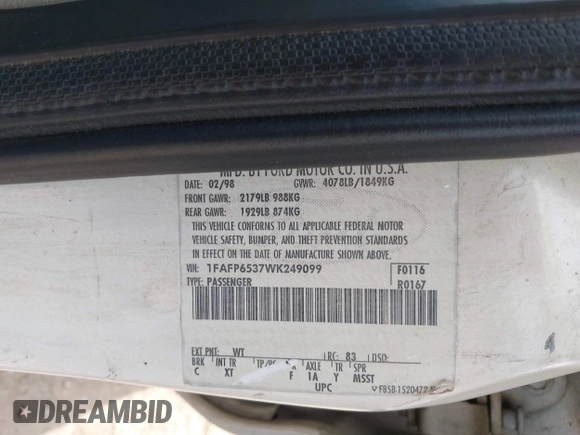 MFD. BY FORD MOTOR CO. IN U.S.A.
DATE: 02/98 GVWR: 4078LB/1849KG
FRONT GAWR: 2179LB 988KG
REAR GAWR: 1929LB 874KG
THIS VEHICLE CONFORMS TO ALL APPLICABLE FEDERAL MOTOR
VEHICLE SAFETY, BUMPER, AND THEFT PREVENTION STANDARDS
IN EFFECT ON THE DATE OF MANUFACTURE SHOWN ABOVE
VIN: 1FAFP6537WK249099 F0116
TYPE: PASSENGER R0167
EXT PNT: WT RC: 83 DSO:
BRK INT TR TP/PS AXLE TR SPR
C XT F 1A Y MSST
UPC
DREAMBID